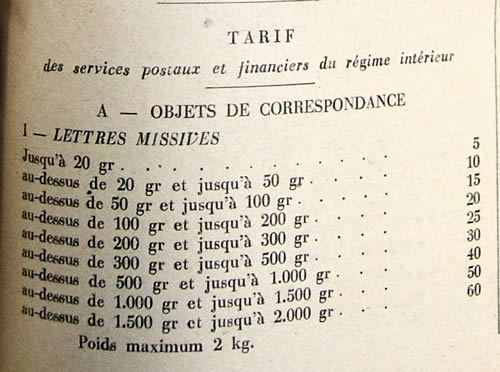 TARIF
des services postaux et financiers du régime intérieur
A — OBJETS DE CORRESPONDANCE
I — LETTRES MISSIVES
Jusqu'à 20 gr . . . . . . . . . . 5
au-dessus de 20 gr et jusqu'à 50 gr . . . . 10
au-dessus de 50 gr et jusqu'à 100 gr . . . . 15
au-dessus de 100 gr et jusqu'à 200 gr . . . . 20
au-dessus de 200 gr et jusqu'à 300 gr . . . . 25
au-dessus de 300 gr et jusqu'à 500 gr . . . . 30
au-dessus de 500 gr et jusqu'à 1.000 gr . . . 40
au-dessus de 1.000 gr et jusqu'à 1.500 gr . . . 50
au-dessus de 1.500 gr et jusqu'à 2.000 gr . . . 60
Poids maximum 2 kg.